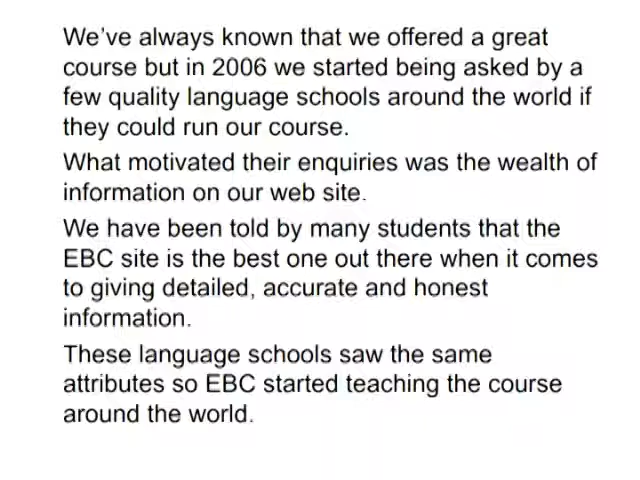 We’ve always known that we offered a great
course but in 2006 we started being asked by a
few quality language schools around the world if
they could run our course.
What motivated their enquiries was the wealth of
information on our web site.
We have been told by many students that the
EBC site is the best one out there when it comes
to giving detailed, accurate and honest
information.
These language schools saw the same
attributes so EBC started teaching the course
around the world.